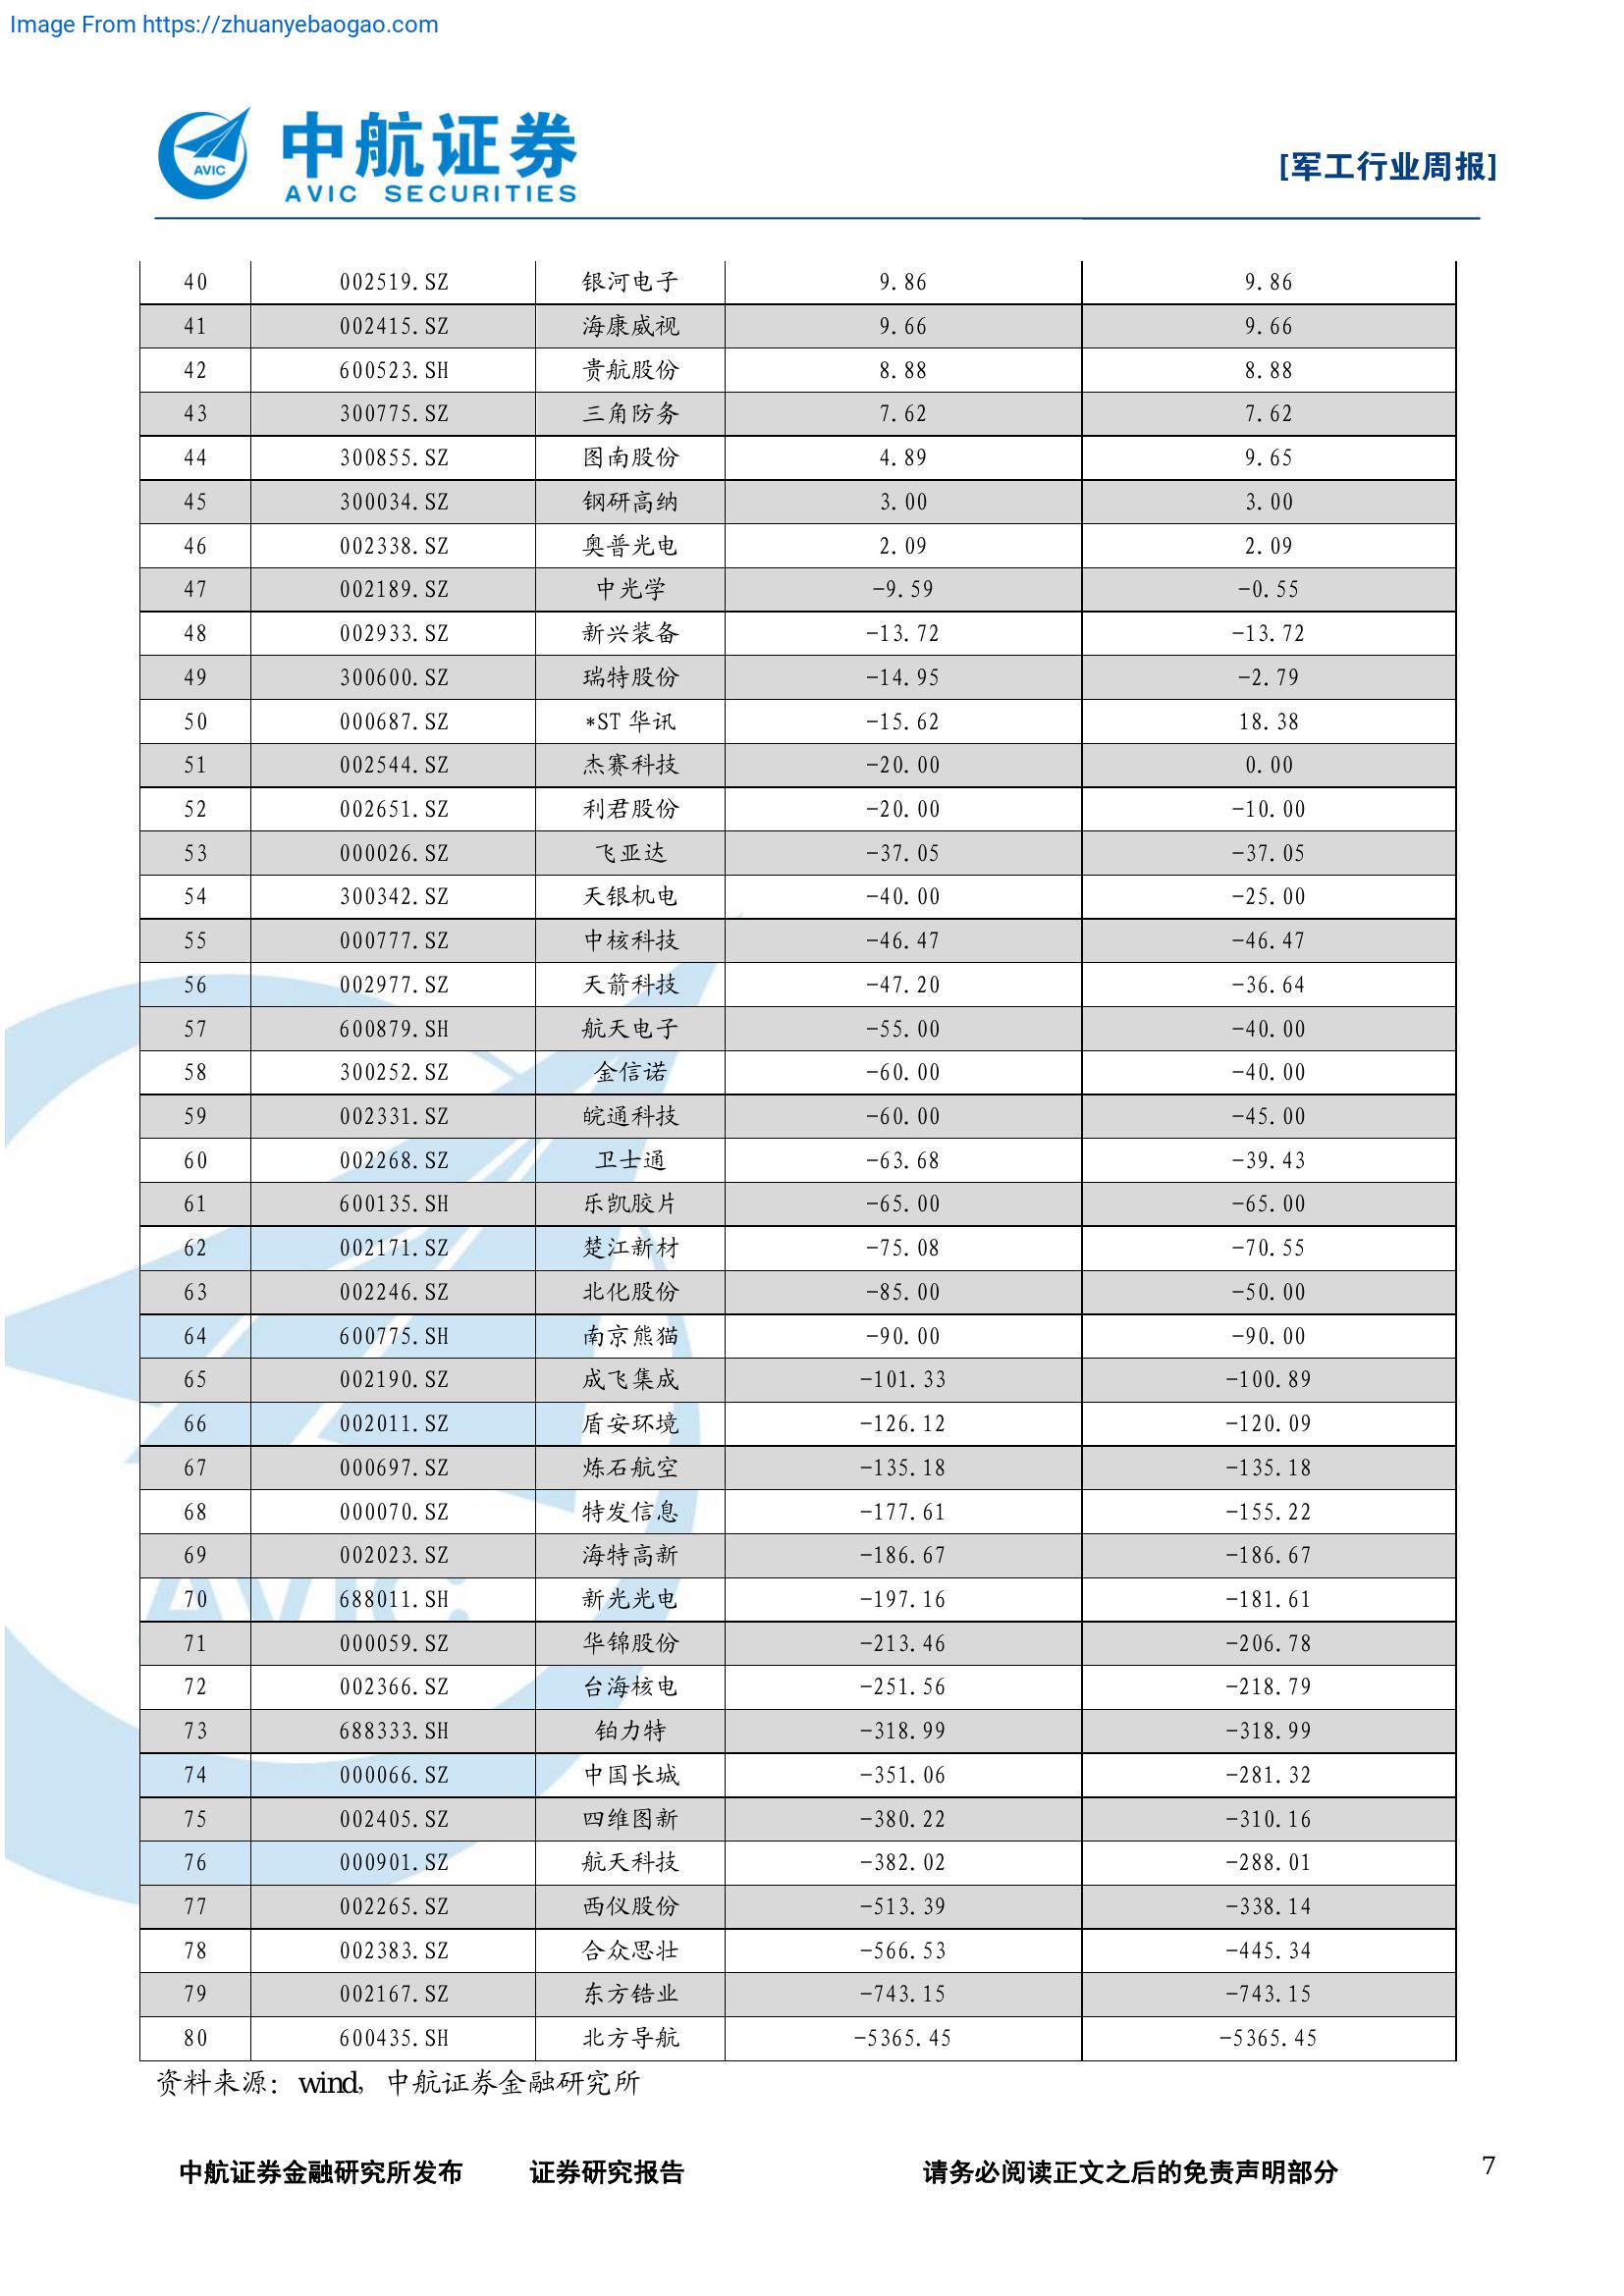 Image From https://zhuanyebaogao.com
中航证券
AVIC SECURITIES
AVIC
[军工行业周报]
40 002519.SZ 银河电子 9.86 9.86
41 002415.SZ 海康威视 9.66 9.66
42 600523.SH 贵航股份 8.88 8.88
43 300775.SZ 三角防务 7.62 7.62
44 300855.SZ 图南股份 4.89 9.65
45 300034.SZ 钢研高纳 3.00 3.00
46 002338.SZ 奥普光电 2.09 2.09
47 002189.SZ 中光学 -9.59 -0.55
48 002933.SZ 新兴装备 -13.72 -13.72
49 300600.SZ 瑞特股份 -14.95 -2.79
50 000687.SZ *ST 华讯 -15.62 18.38
51 002544.SZ 杰赛科技 -20.00 0.00
52 002651.SZ 利君股份 -20.00 -10.00
53 000026.SZ 飞亚达 -37.05 -37.05
54 300342.SZ 天银机电 -40.00 -25.00
55 000777.SZ 中核科技 -46.47 -46.47
56 002977.SZ 天箭科技 -47.20 -36.64
57 600879.SH 航天电子 -55.00 -40.00
58 300252.SZ 金信诺 -60.00 -40.00
59 002331.SZ 皖通科技 -60.00 -45.00
60 002268.SZ 卫士通 -63.68 -39.43
61 600135.SH 乐凯胶片 -65.00 -65.00
62 002171.SZ 楚江新材 -75.08 -70.55
63 002246.SZ 北化股份 -85.00 -50.00
64 600775.SH 南京熊猫 -90.00 -90.00
65 002190.SZ 成飞集成 -101.33 -100.89
66 002011.SZ 盾安环境 -126.12 -120.09
67 000697.SZ 炼石航空 -135.18 -135.18
68 000070.SZ 特发信息 -177.61 -155.22
69 002023.SZ 海特高新 -186.67 -186.67
70 688011.SH 新光光电 -197.16 -181.61
71 000059.SZ 华锦股份 -213.46 -206.78
72 002366.SZ 台海核电 -251.56 -218.79
73 688333.SH 铂力特 -318.99 -318.99
74 000066.SZ 中国长城 -351.06 -281.32
75 002405.SZ 四维图新 -380.22 -310.16
76 000901.SZ 航天科技 -382.02 -288.01
77 002265.SZ 西仪股份 -513.39 -338.14
78 002383.SZ 合众思壮 -566.53 -445.34
79 002167.SZ 东方锆业 -743.15 -743.15
80 600435.SH 北方导航 -5365.45 -5365.45
资料来源：wind，中航证券金融研究所
中航证券金融研究所发布 证券研究报告 请务必阅读正文之后的免责声明部分 7